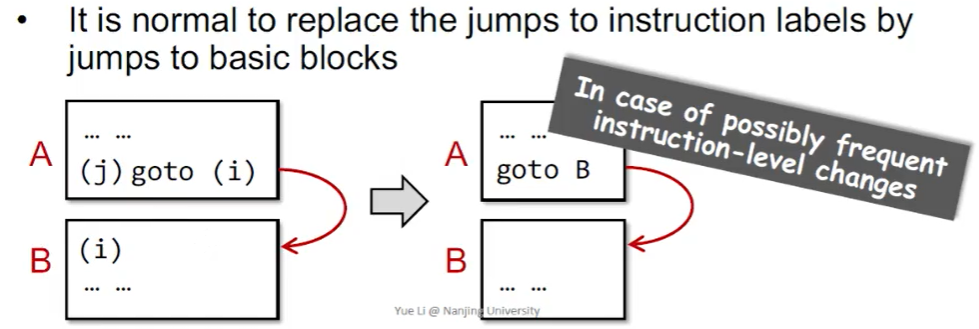 • It is normal to replace the jumps to instruction labels by
jumps to basic blocks
In case of possibly frequent
instruction-level changes
A
... ...
(j) goto (i)
B
(i)
... ...
A
... ...
goto B
B
... ...
Yue Li @ Nanjing University